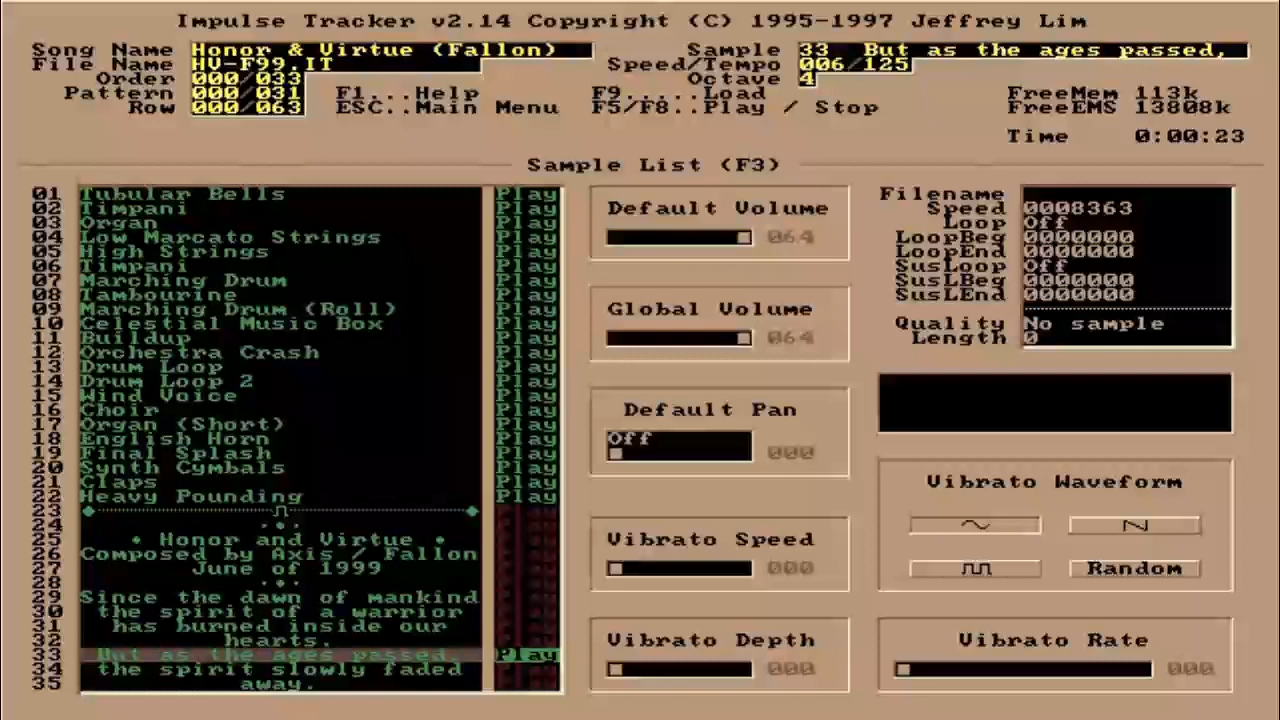 Impulse Tracker v2.14 Copyright (C) 1995-1997 Jeffrey Lim
Song Name Honor & Virtue (Fallon) Sample 33 But as the ages passed,
File Name HV-F99.IT Speed/Tempo 006/125
Order 000/033 Octave 4
Pattern 000/031 F1...Help F9.....Load FreeMem 113k
Row 000/063 ESC..Main Menu F5/F8..Play / Stop FreeEMS 13808k
Time 0:00:23
Sample List (F3)
01 Tubular Bells Play
02 Timpani Play
03 Organ Play
04 Low Marcato Strings Play
05 High Strings Play
06 Timpani Play
07 Marching Drum Play
08 Tambourine Play
09 Marching Drum (Roll) Play
10 Celestial Music Box Play
11 Buildup Play
12 Orchestra Crash Play
13 Drum Loop Play
14 Drum Loop 2 Play
15 Wind Voice Play
16 Choir Play
17 Organ (Short) Play
18 English Horn Play
19 Final Splash Play
20 Synth Cymbals Play
21 Claps Play
22 Heavy Pounding Play
23
24
25 • Honor and Virtue •
26 Composed by Axis / Fallon
27 June of 1999
28
29 Since the dawn of mankind
30 the spirit of a warrior
31 has burned inside our
32 hearts.
33 But as the ages passed, Play
34 the spirit slowly faded
35 away.
Default Volume
064
Global Volume
064
Default Pan
Off
000
Vibrato Speed
000
Vibrato Depth
000
Filename
Speed 0008363
Loop Off
LoopBeg 0000000
LoopEnd 0000000
SusLoop Off
SusLBeg 0000000
SusLEnd 0000000
Quality No sample
Length 0
Vibrato Waveform
Random
Vibrato Rate
000